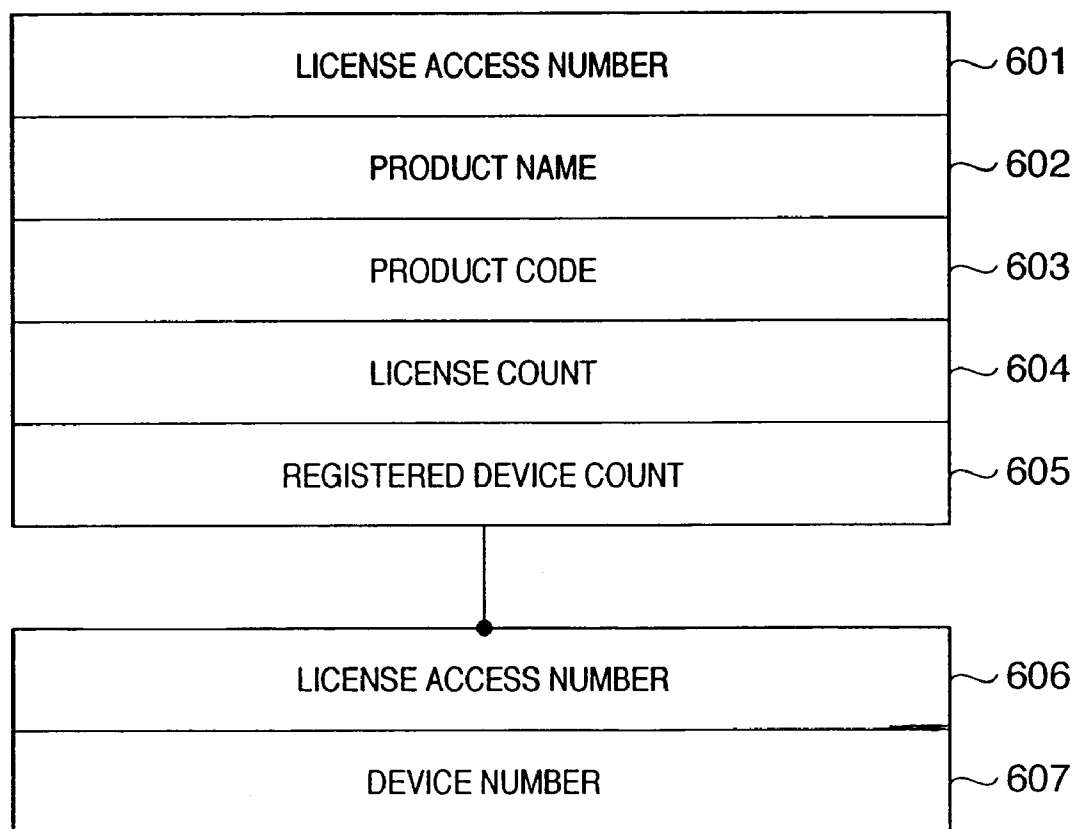 LICENSE ACCESS NUMBER 601
PRODUCT NAME 602
PRODUCT CODE 603
LICENSE COUNT 604
REGISTERED DEVICE COUNT 605
LICENSE ACCESS NUMBER 606
DEVICE NUMBER 607